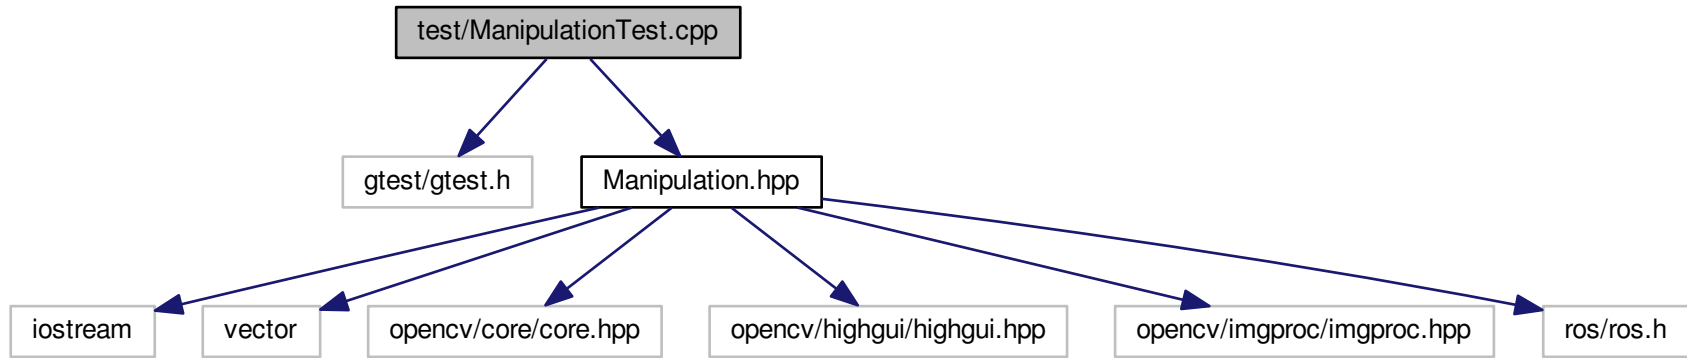 test/ManipulationTest.cpp
gtest/gtest.h
Manipulation.hpp
iostream
vector
opencv/core/core.hpp
opencv/highgui/highgui.hpp
opencv/imgproc/imgproc.hpp
ros/ros.h